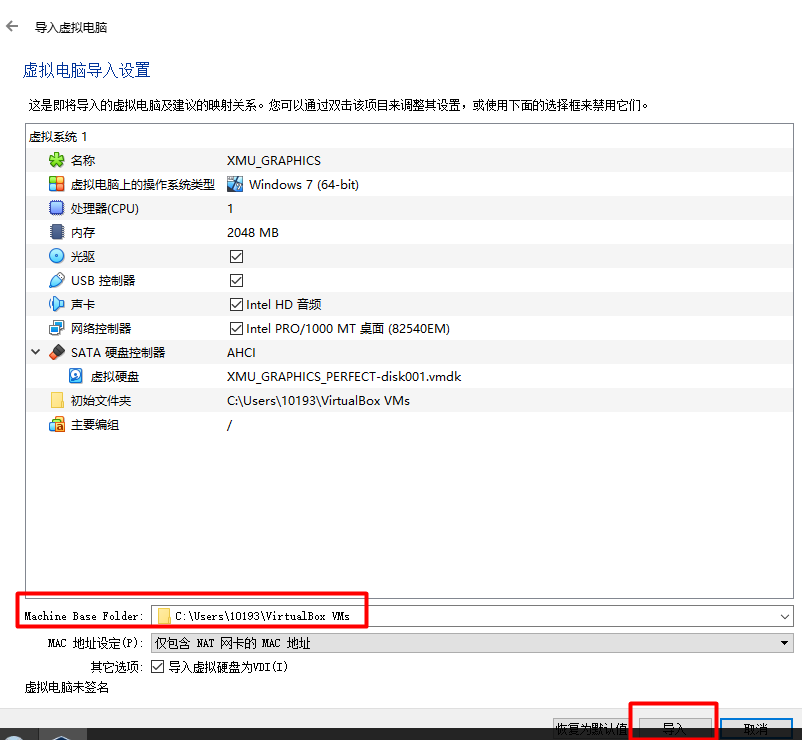 导入虚拟电脑
虚拟电脑导入设置
这是即将导入的虚拟电脑及建议的映射关系。您可以通过双击该项目来调整其设置，或使用下面的选择框来禁用它们。
虚拟系统 1
名称 XMU_GRAPHICS
虚拟电脑上的操作系统类型 Windows 7 (64-bit)
处理器(CPU) 1
内存 2048 MB
光驱
USB 控制器
声卡 Intel HD 音频
网络控制器 Intel PRO/1000 MT 桌面 (82540EM)
SATA 硬盘控制器 AHCI
虚拟硬盘 XMU_GRAPHICS_PERFECT-disk001.vmdk
初始文件夹 C:\Users\10193\VirtualBox VMs
主要编组 /
Machine Base Folder: C:\Users\10193\VirtualBox VMs
MAC 地址设定(P): 仅包含 NAT 网卡的 MAC 地址
其它选项: 导入虚拟硬盘为VDI(I)
虚拟电脑未签名
恢复为默认值 导入 取消